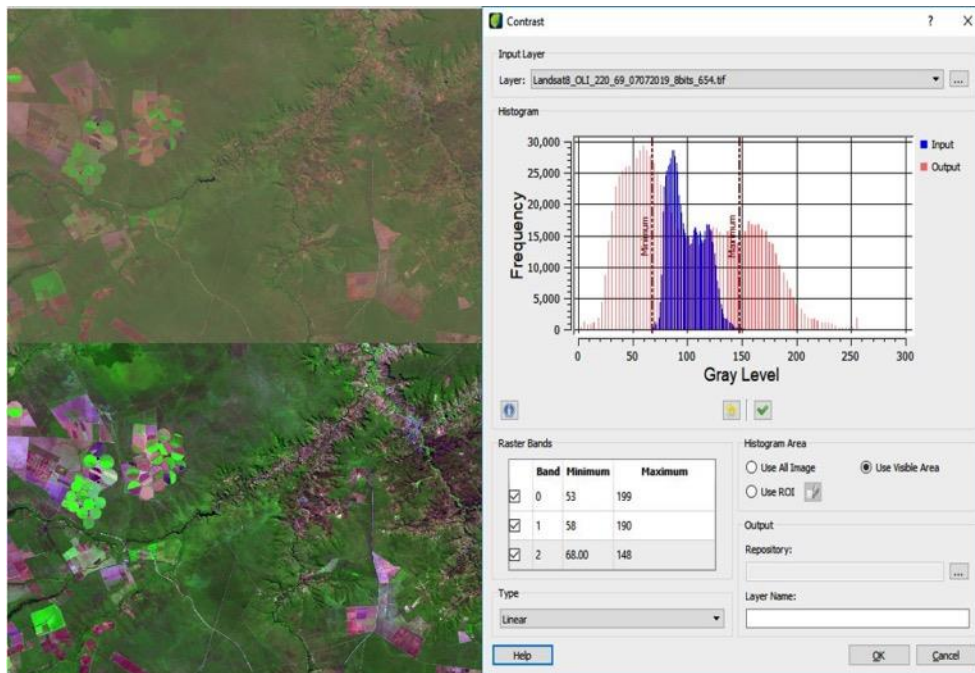 Contrast
?
X
Input Layer
Layer: Landsat8_OLI_220_69_07072019_8bits_654.tif
...
Histogram
30,000
25,000
20,000
15,000
10,000
5,000
0
Frequency
Minimum
Maximum
Input
Output
0 50 100 150 200 250 300
Gray Level
Raster Bands
Band Minimum Maximum
0 53 199
1 58 190
2 68.00 148
Histogram Area
Use All Image
Use Visible Area
Use ROI
Output
Repository:
...
Layer Name:
Type
Linear
Help
OK
Cancel